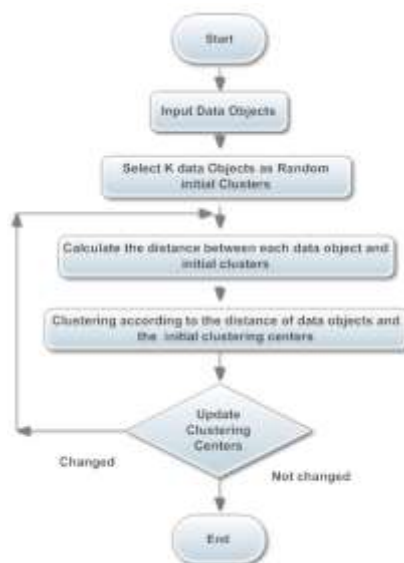 Start
Input Data Objects
Select K data Objects as Random
initial Clusters
Calculate the distance between each data object and
initial clusters
Clustering according to the distance of data objects and
the initial clustering centers
Update
Clustering
Centers
Changed
Not changed
End